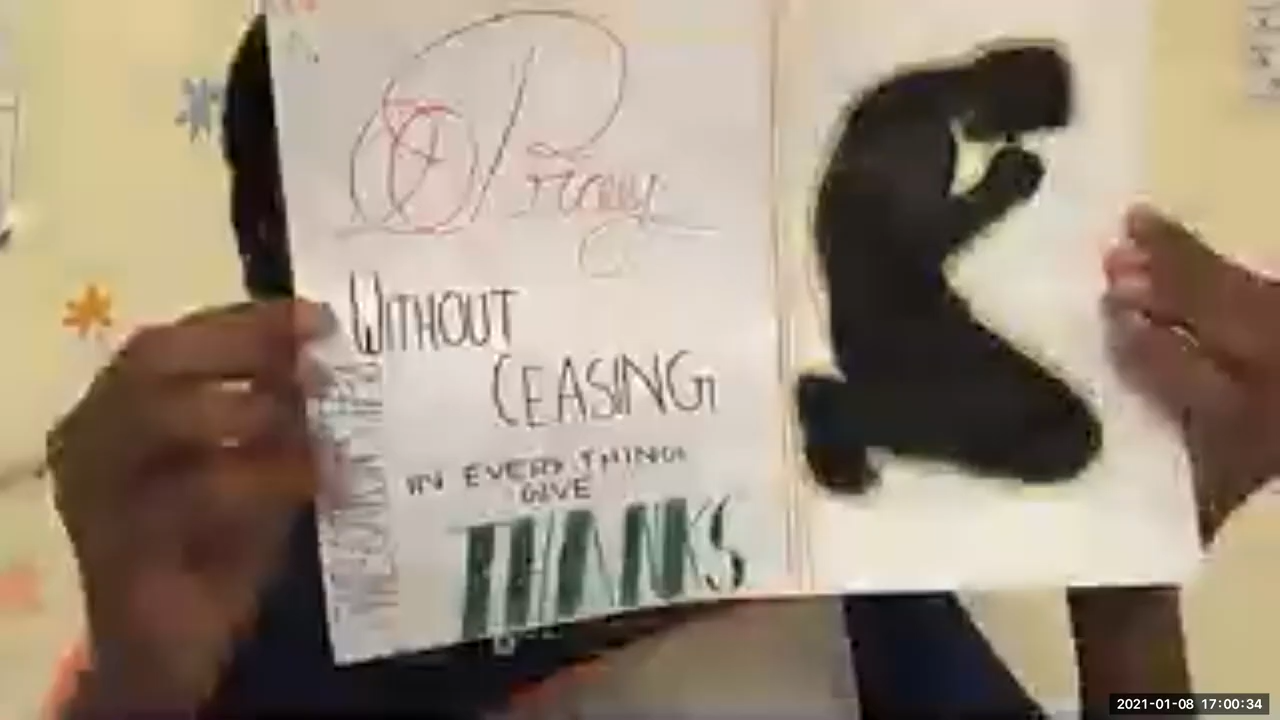 Pray
WITHOUT
CEASING
IN EVERYTHING
GIVE
THANKS
2021-01-08 17:00:34